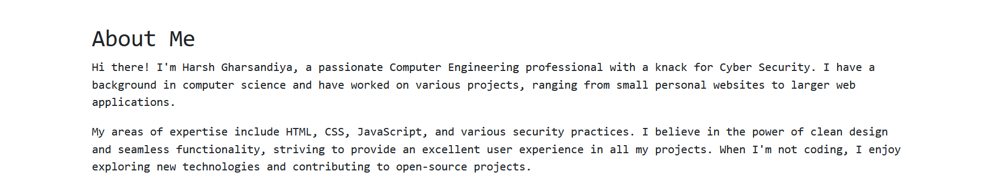 About Me
Hi there! I'm Harsh Gharsandiya, a passionate Computer Engineering professional with a knack for Cyber Security. I have a
background in computer science and have worked on various projects, ranging from small personal websites to larger web
applications.
My areas of expertise include HTML, CSS, JavaScript, and various security practices. I believe in the power of clean design
and seamless functionality, striving to provide an excellent user experience in all my projects. When I'm not coding, I enjoy
exploring new technologies and contributing to open-source projects.